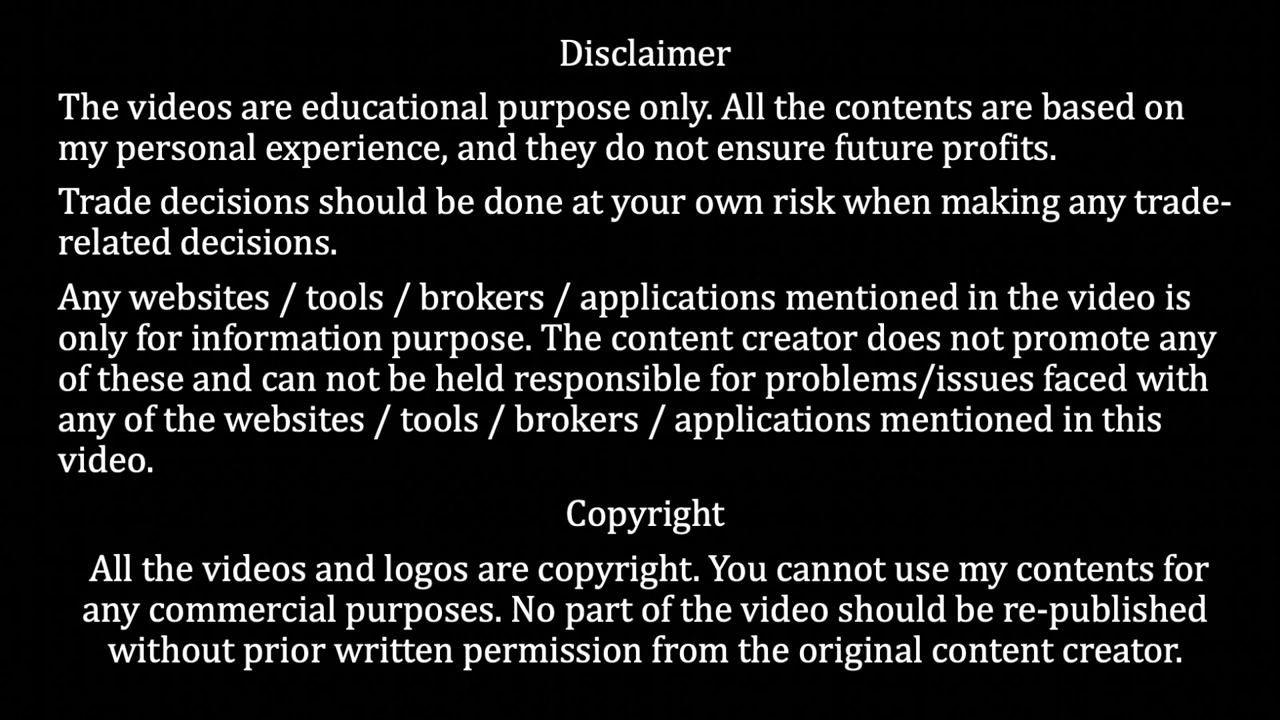 Disclaimer
The videos are educational purpose only. All the contents are based on
my personal experience, and they do not ensure future profits.
Trade decisions should be done at your own risk when making any trade-
related decisions.
Any websites / tools / brokers / applications mentioned in the video is
only for information purpose. The content creator does not promote any
of these and can not be held responsible for problems/issues faced with
any of the websites / tools / brokers / applications mentioned in this
video.
Copyright
All the videos and logos are copyright. You cannot use my contents for
any commercial purposes. No part of the video should be re-published
without prior written permission from the original content creator.